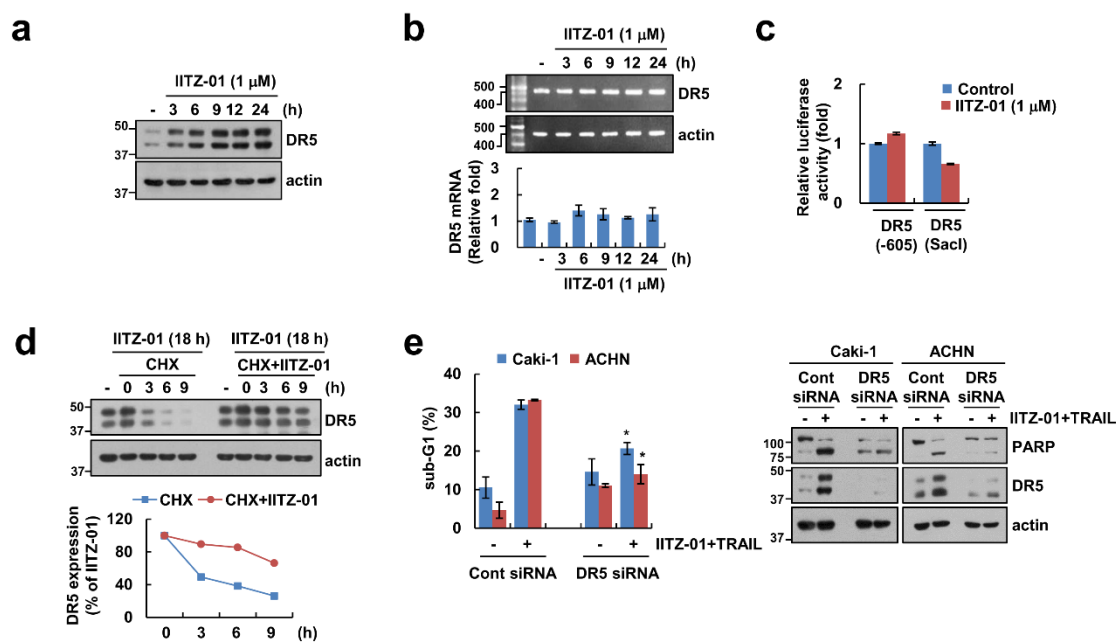 a
IITZ-01 (1 μM)
- 3 6 9 12 24 (h)
50
DR5
37
actin
37
b
IITZ-01 (1 μM)
- 3 6 9 12 24 (h)
500
400
DR5
500
400
actin
DR5 mRNA
(Relative fold)
3
2
1
0
- 3 6 9 12 24 (h)
IITZ-01 (1 μM)
c
Relative luciferase
activity (fold)
2
1
0
Control
IITZ-01 (1 μM)
DR5
(-605)
DR5
(SacI)
d
IITZ-01 (18 h) IITZ-01 (18 h)
CHX CHX+IITZ-01
- 0 3 6 9 - 0 3 6 9 (h)
50
DR5
37
actin
37
CHX CHX+IITZ-01
DR5 expression
(% of IITZ-01)
120
80
40
0
0 3 6 9 (h)
e
Caki-1 ACHN
sub-G1 (%)
40
30
20
10
0
* *
- + - + IITZ-01+TRAIL
Cont siRNA DR5 siRNA
Caki-1 ACHN
Cont
siRNA
DR5
siRNA
Cont
siRNA
DR5
siRNA
- + - + - + - + IITZ-01+TRAIL
100
75
PARP
50
37
DR5
actin
37